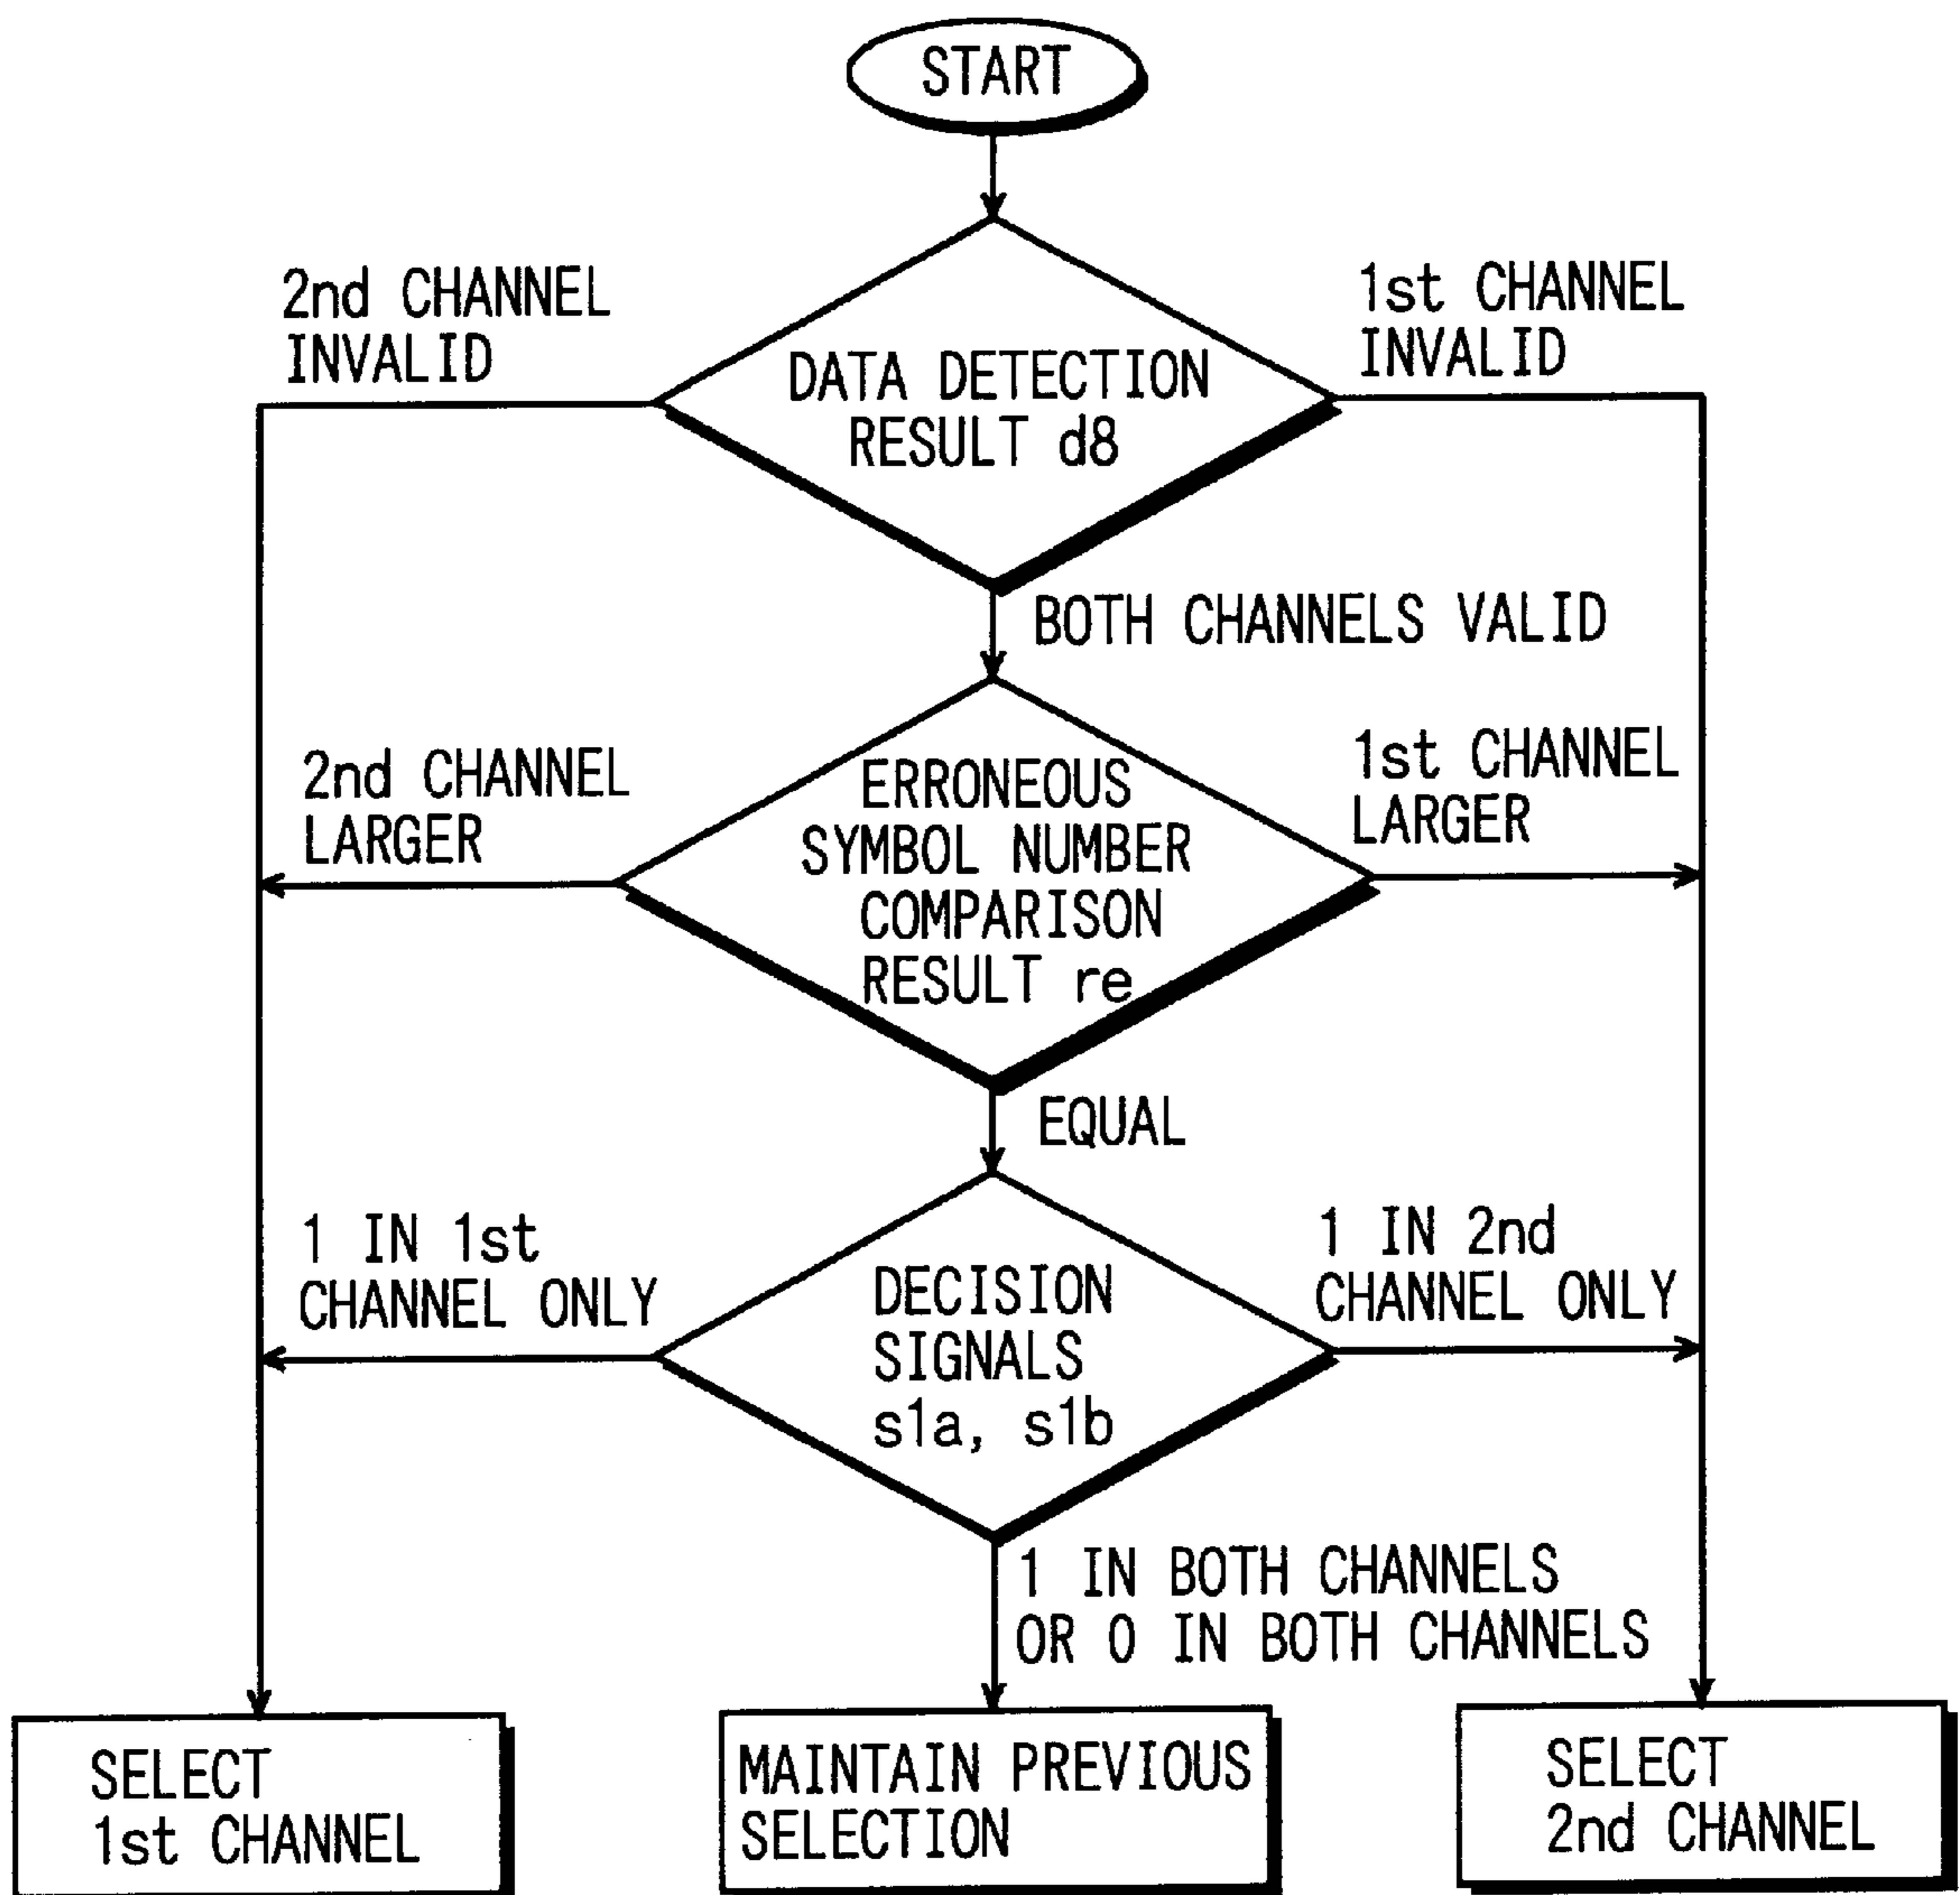 START
2nd CHANNEL
INVALID
1st CHANNEL
INVALID
DATA DETECTION
RESULT d8
BOTH CHANNELS VALID
2nd CHANNEL
LARGER
1st CHANNEL
LARGER
ERRONEOUS
SYMBOL NUMBER
COMPARISON
RESULT re
EQUAL
1 IN 1st
CHANNEL ONLY
1 IN 2nd
CHANNEL ONLY
DECISION
SIGNALS
s1a, s1b
1 IN BOTH CHANNELS
OR 0 IN BOTH CHANNELS
SELECT
1st CHANNEL
MAINTAIN PREVIOUS
SELECTION
SELECT
2nd CHANNEL